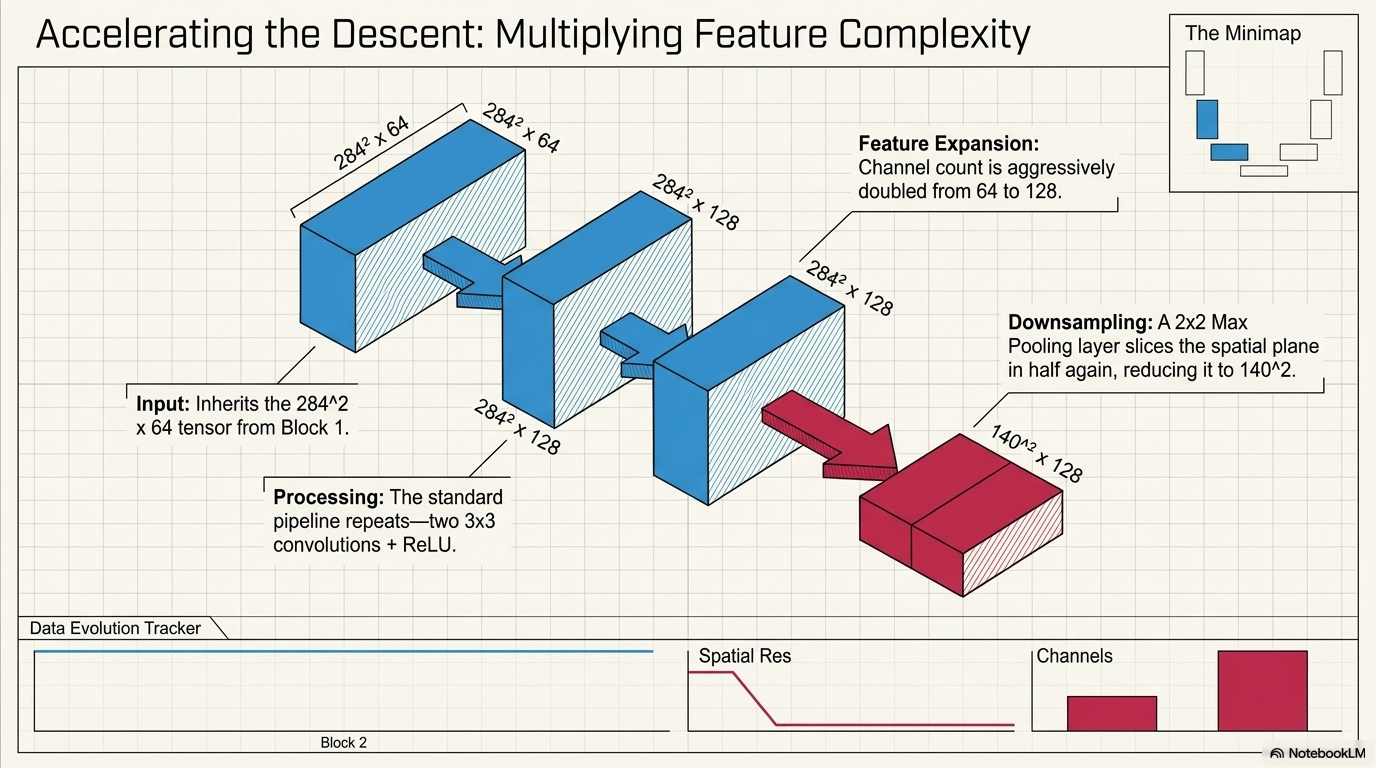 Accelerating the Descent: Multiplying Feature Complexity
The Minimap
284² x 64
284² x 64
284² x 128
284² x 128
284² x 128
Feature Expansion:
Channel count is aggressively
doubled from 64 to 128.
Downsampling: A 2x2 Max
Pooling layer slices the spatial plane
in half again, reducing it to 140^2.
140^² x 128
Input: Inherits the 284^2
x 64 tensor from Block 1.
Processing: The standard
pipeline repeats—two 3x3
convolutions + ReLU.
Data Evolution Tracker
Block 2
Spatial Res
Channels
NotebookLM